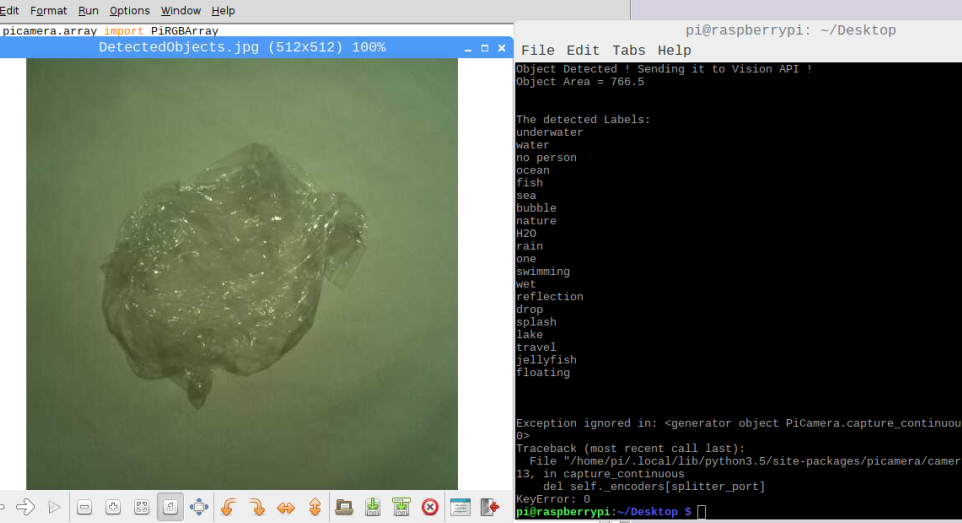 Edit Format Run Options Window Help
picamera.array import PiRGBArray
DetectedObjects.jpg (512x512) 100%
pi@raspberrypi: ~/Desktop
File Edit Tabs Help
Object Detected ! Sending it to Vision API !
Object Area = 766.5
The detected Labels:
underwater
water
no person
ocean
fish
sea
bubble
nature
H2O
rain
one
swimming
wet
reflection
drop
splash
lake
travel
jellyfish
floating
Exception ignored in: <generator object PiCamera.capture_continuou
0>
Traceback (most recent call last):
File "/home/pi/.local/lib/python3.5/site-packages/picamera/camer
13, in capture_continuous
del self._encoders[splitter_port]
KeyError: 0
pi@raspberrypi:~/Desktop $